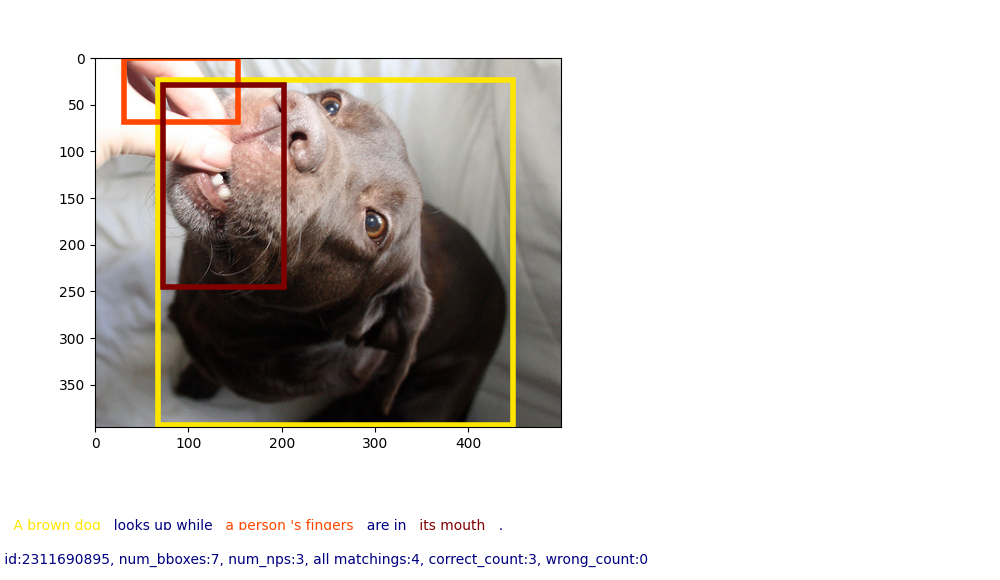 0
50
100
150
200
250
300
350
0 100 200 300 400
A brown dog looks up while a person 's fingers are in its mouth .
id:2311690895, num_bboxes:7, num_nps:3, all matchings:4, correct_count:3, wrong_count:0